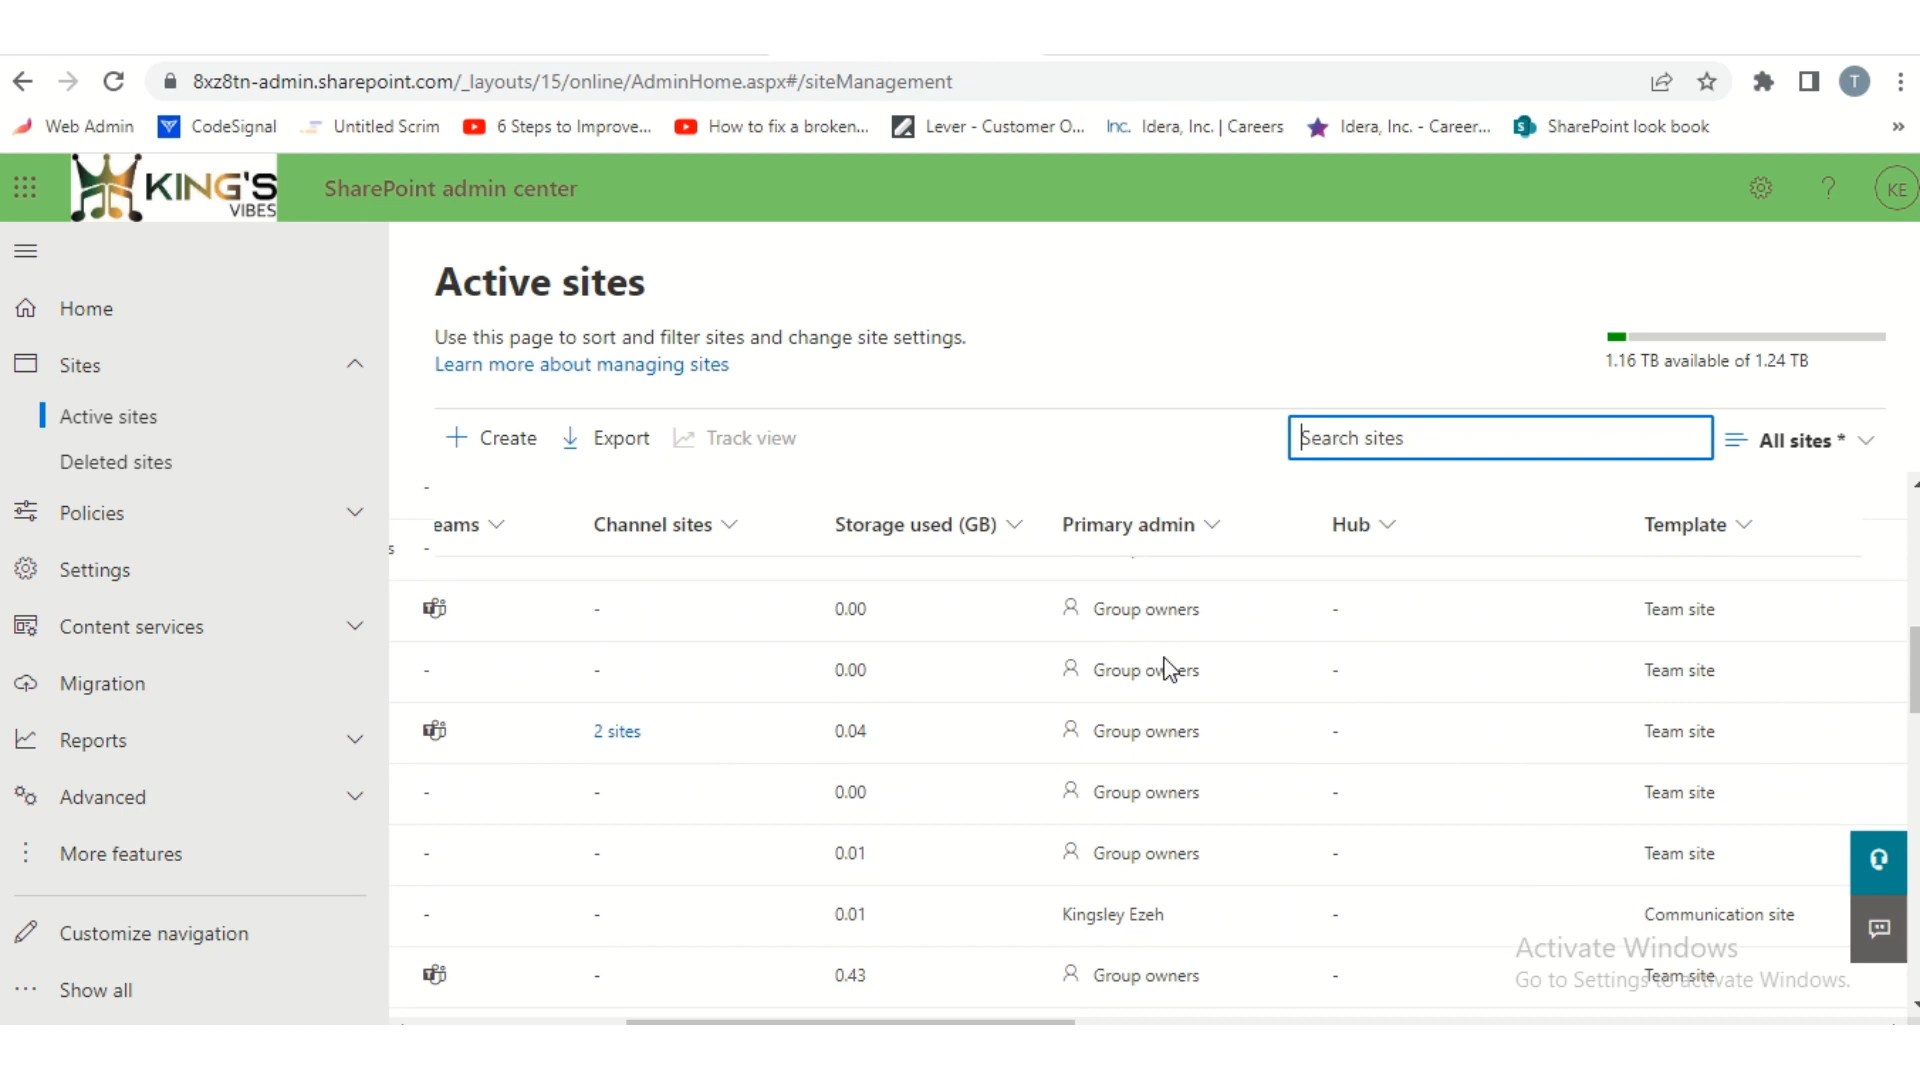 8xz8tn-admin.sharepoint.com/_layouts/15/online/AdminHome.aspx#/siteManagement
T
Web Admin
CodeSignal
Untitled Scrim
6 Steps to Improve...
How to fix a broken...
Lever - Customer O...
Inc. Idera, Inc. | Careers
Idera, Inc. - Career...
SharePoint look book
»
KING'S
VIBES
SharePoint admin center
?
KE
Home
Sites
Active sites
Deleted sites
Policies
Settings
Content services
Migration
Reports
Advanced
More features
Customize navigation
Show all
Active sites
Use this page to sort and filter sites and change site settings.
Learn more about managing sites
1.16 TB available of 1.24 TB
Create
Export
Track view
Search sites
All sites *
-
eams Channel sites Storage used (GB) Primary admin Hub Template
s -
- 0.00 Group owners - Team site
- - 0.00 Group owners - Team site
2 sites 0.04 Group owners - Team site
- - 0.00 Group owners - Team site
- - 0.01 Group owners - Team site
- - 0.01 Kingsley Ezeh - Communication site
- 0.43 Group owners - Team site
Activate Windows
Go to Settings to activate Windows.